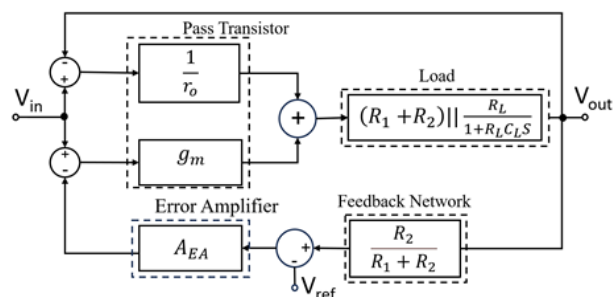 Pass Transistor
-
+
1
r_o
V_in
+
Load
(R_1 + R_2) || R_L / 1+R_L C_L S
V_out
+
-
g_m
Error Amplifier
A_EA
+
-
V_ref
Feedback Network
R_2
R_1 + R_2